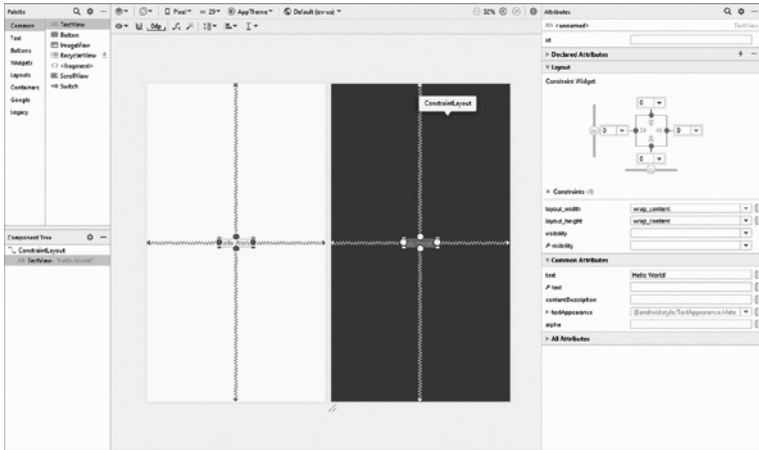 Palette
Common
Text
Buttons
Widgets
Layouts
Containers
Google
Legacy
TextView
Button
ImageView
RecyclerView
<fragment>
ScrollView
Switch
Pixel
29
AppTheme
Default (en-us)
32%
0dp
ConstraintLayout
Component Tree
ConstraintLayout
TextView - "Hello World!"
Attributes
<unnamed>
TextView
id
Declared Attributes
Layout
Constraint Widget
0
0
0
0
Constraints (4)
layout_width wrap_content
layout_height wrap_content
visibility
visibility
Common Attributes
text Hello World!
text
contentDescription
textAppearance @android:style/TextAppearance.Mate
alpha
All Attributes